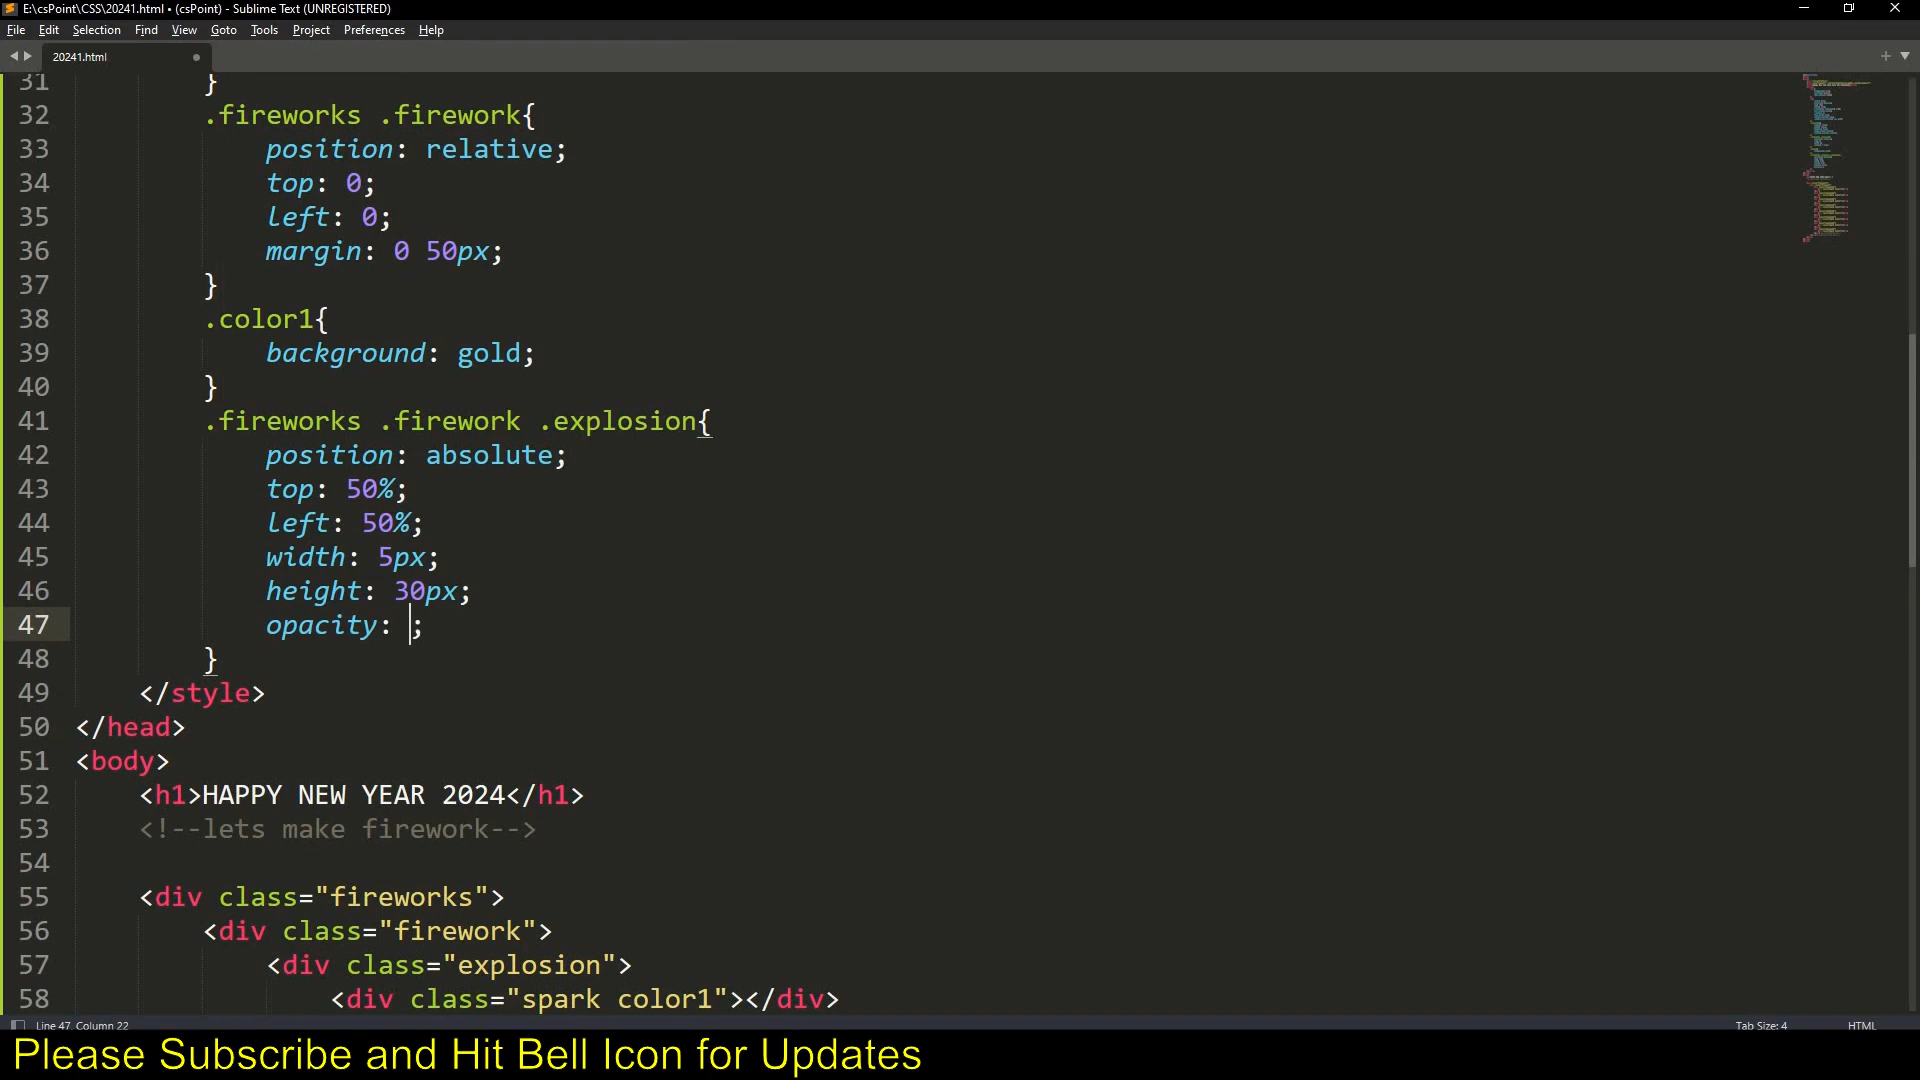 E:\csPoint\CSS\20241.html • (csPoint) - Sublime Text (UNREGISTERED)
File Edit Selection Find View Goto Tools Project Preferences Help
20241.html
31 }
32 .fireworks .firework{
33 position: relative;
34 top: 0;
35 left: 0;
36 margin: 0 50px;
37 }
38 .color1{
39 background: gold;
40 }
41 .fireworks .firework .explosion{
42 position: absolute;
43 top: 50%;
44 left: 50%;
45 width: 5px;
46 height: 30px;
47 opacity: ;
48 }
49 </style>
50 </head>
51 <body>
52 <h1>HAPPY NEW YEAR 2024</h1>
53 <!--lets make firework-->
54
55 <div class="fireworks">
56 <div class="firework">
57 <div class="explosion">
58 <div class="spark color1"></div>
Line 47, Column 22 Tab Size: 4 HTML
Please Subscribe and Hit Bell Icon for Updates